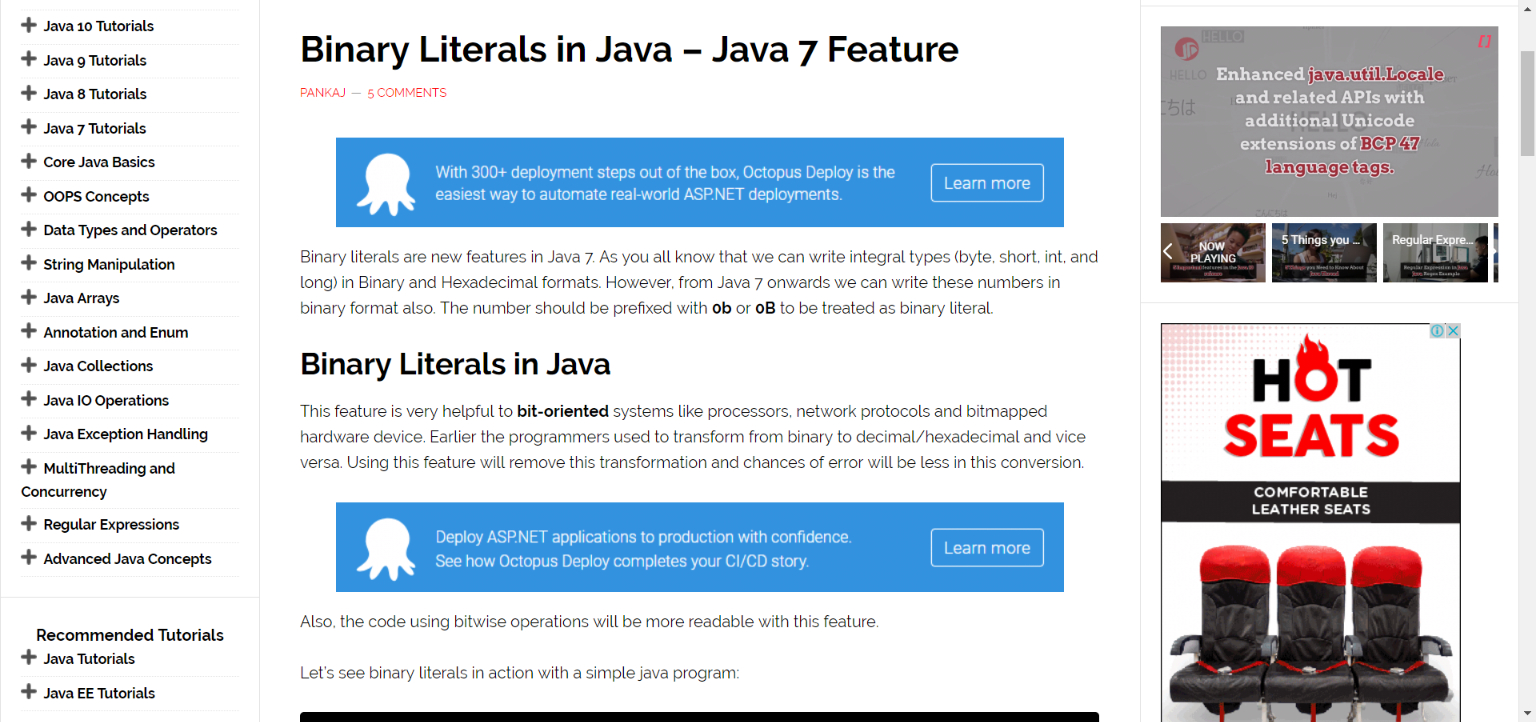 Java 10 Tutorials
Java 9 Tutorials
Java 8 Tutorials
Java 7 Tutorials
Core Java Basics
OOPS Concepts
Data Types and Operators
String Manipulation
Java Arrays
Annotation and Enum
Java Collections
Java IO Operations
Java Exception Handling
MultiThreading and
Concurrency
Regular Expressions
Advanced Java Concepts
Recommended Tutorials
Java Tutorials
Java EE Tutorials
Binary Literals in Java – Java 7 Feature
PANKAJ — 5 COMMENTS
With 300+ deployment steps out of the box, Octopus Deploy is the
easiest way to automate real-world ASP.NET deployments.
Learn more
Binary literals are new features in Java 7. As you all know that we can write integral types (byte, short, int, and
long) in Binary and Hexadecimal formats. However, from Java 7 onwards we can write these numbers in
binary format also. The number should be prefixed with 0b or 0B to be treated as binary literal.
Binary Literals in Java
This feature is very helpful to bit-oriented systems like processors, network protocols and bitmapped
hardware device. Earlier the programmers used to transform from binary to decimal/hexadecimal and vice
versa. Using this feature will remove this transformation and chances of error will be less in this conversion.
Deploy ASP.NET applications to production with confidence.
See how Octopus Deploy completes your CI/CD story.
Learn more
Also, the code using bitwise operations will be more readable with this feature.
Let's see binary literals in action with a simple java program:
HELLO
HELLO
Enhanced java.util.Locale
and related APIs with
additional Unicode
extensions of BCP 47
language tags.
HELLO
NOW
PLAYING
5 Things you ...
Regular Expre...
HOT
SEATS
COMFORTABLE
LEATHER SEATS